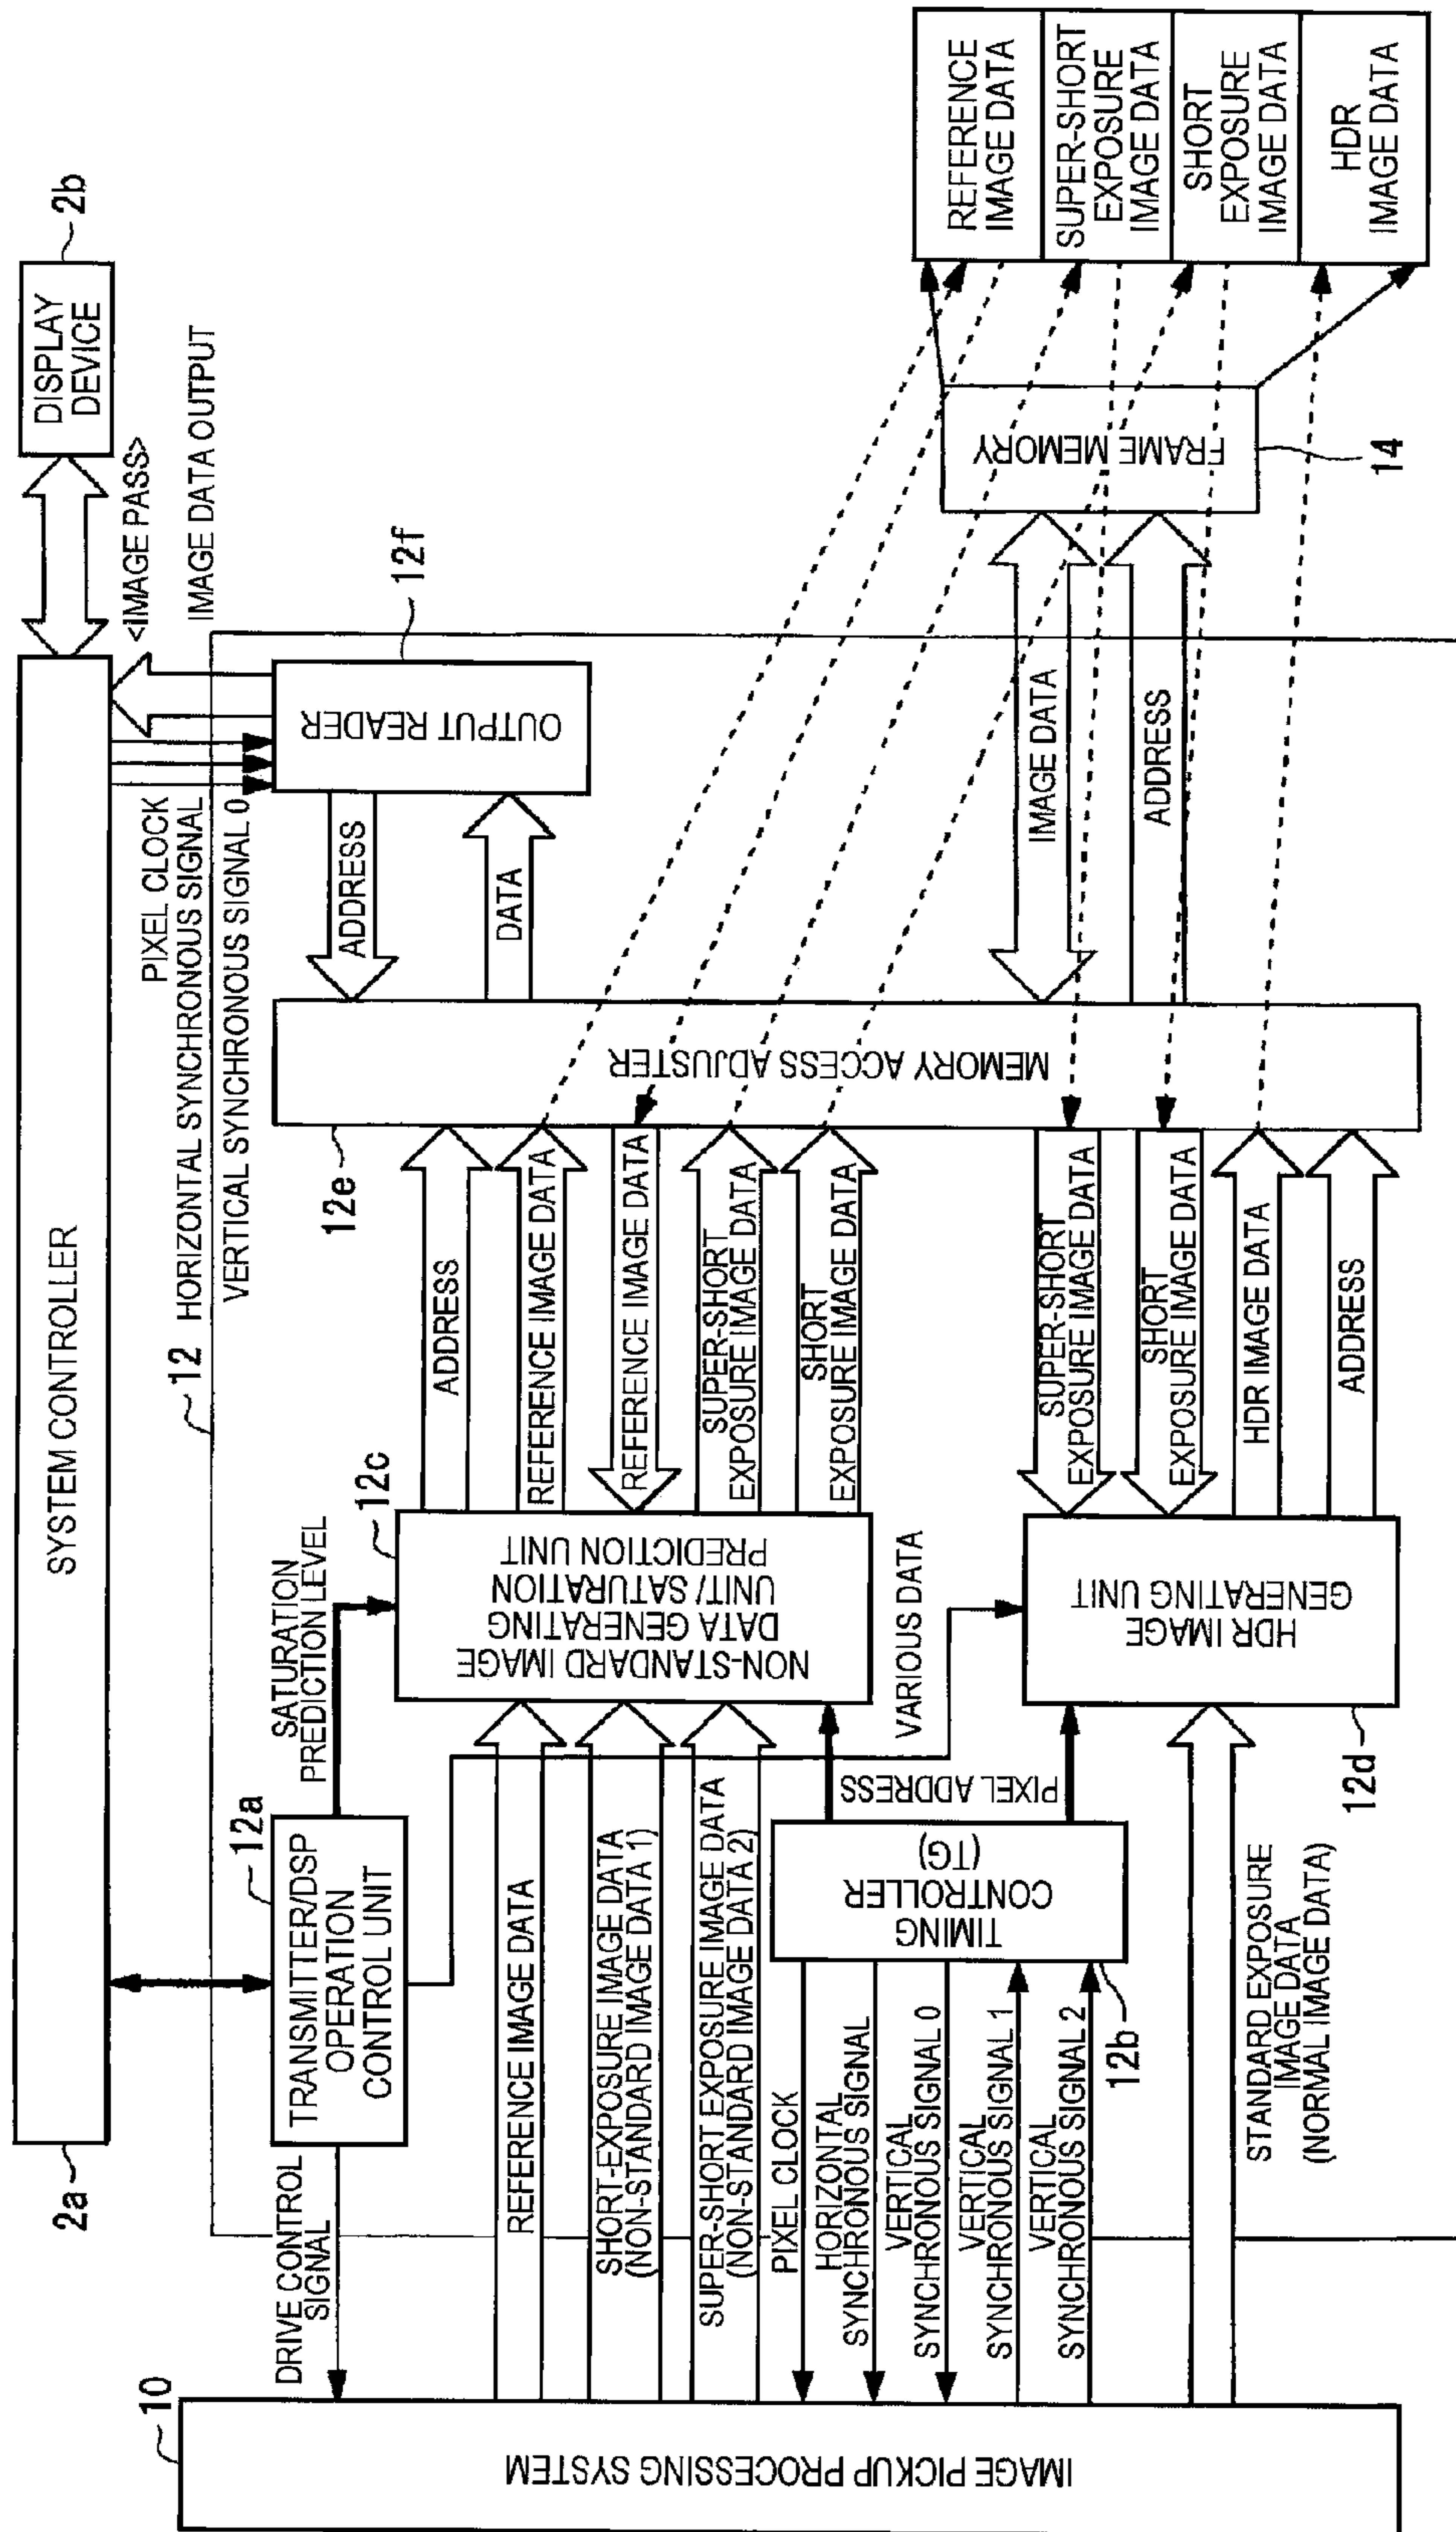 SYSTEM CONTROLLER
2a
DISPLAY
DEVICE
2b
<IMAGE PASS>
IMAGE DATA OUTPUT
PIXEL CLOCK
HORIZONTAL SYNCHRONOUS SIGNAL
VERTICAL SYNCHRONOUS SIGNAL 0
12
10
IMAGE PICKUP PROCESSING SYSTEM
DRIVE CONTROL
SIGNAL
TRANSMITTER/DSP
OPERATION
CONTROL UNIT
12a
SATURATION
PREDICTION LEVEL
REFERENCE IMAGE DATA
SHORT-EXPOSURE IMAGE DATA
(NON-STANDARD IMAGE DATA 1)
SUPER-SHORT EXPOSURE IMAGE DATA
(NON-STANDARD IMAGE DATA 2)
PIXEL CLOCK
HORIZONTAL
SYNCHRONOUS SIGNAL
VERTICAL
SYNCHRONOUS SIGNAL 0
VERTICAL
SYNCHRONOUS SIGNAL 1
VERTICAL
SYNCHRONOUS SIGNAL 2
TIMING
CONTROLLER
(TG)
12b
PIXEL ADDRESS
VARIOUS DATA
STANDARD EXPOSURE
IMAGE DATA
(NORMAL IMAGE DATA)
12c
NON-STANDARD IMAGE
DATA GENERATING
UNIT/ SATURATION
PREDICTION UNIT
HDR IMAGE
GENERATING UNIT
12d
ADDRESS
REFERENCE IMAGE DATA
REFERENCE IMAGE DATA
SUPER-SHORT
EXPOSURE IMAGE DATA
SHORT
EXPOSURE IMAGE DATA
SUPER-SHORT
EXPOSURE IMAGE DATA
SHORT
EXPOSURE IMAGE DATA
HDR IMAGE DATA
ADDRESS
12e
MEMORY ACCESS ADJUSTER
ADDRESS
DATA
OUTPUT READER
12f
IMAGE DATA
ADDRESS
FRAME MEMORY
14
REFERENCE
IMAGE DATA
SUPER-SHORT
EXPOSURE
IMAGE DATA
SHORT
EXPOSURE
IMAGE DATA
HDR
IMAGE DATA